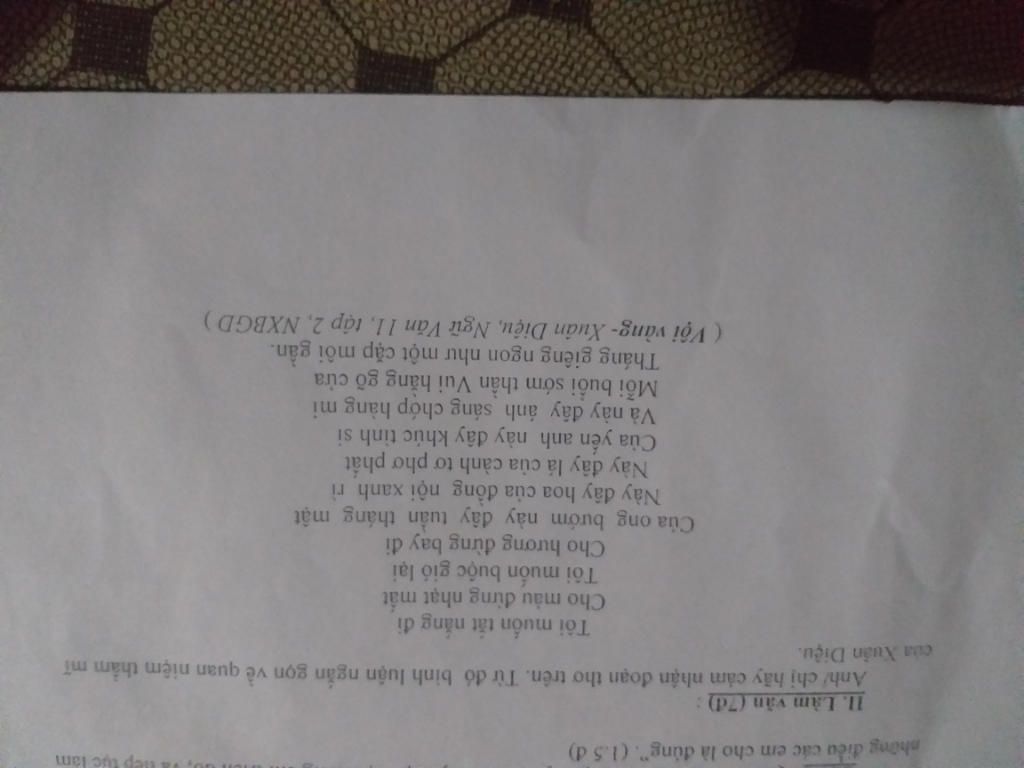 những điều các em cho là đúng". (1.5 đ)
II. Làm văn (7đ) :
Anh/ chị hãy cảm nhận đoạn thơ trên. Từ đó bình luận ngắn gọn về quan niệm thẩm mĩ
của Xuân Diệu.
Tôi muốn tắt nắng đi
Cho màu đừng nhạt mất
Tôi muốn buộc gió lại
Cho hương đừng bay đi
Của ong bướm này đây tuần tháng mật
Này đây hoa của đồng nội xanh rì
Này đây lá của cành tơ phơ phất
Của yến anh này đây khúc tình si
Và này đây ánh sáng chớp hàng mi
Mỗi buổi sớm thần Vui hằng gõ cửa
Tháng giêng ngon như một cặp môi gần.
( Vội vàng- Xuân Diệu, Ngữ Văn 11, tập 2, NXBGD )